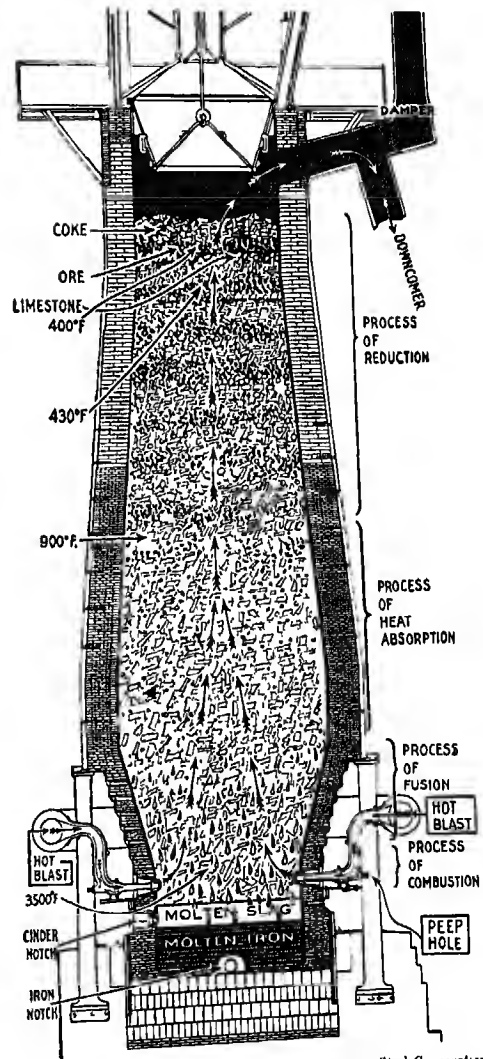 DAMPER
COKE
ORE
LIMESTONE
400°F
DOWNCOMER
PROCESS
OF
REDUCTION
430°F
900°F.
PROCESS
OF
HEAT
ABSORPTION
PROCESS
OF
FUSION
HOT
BLAST
HOT
BLAST
PROCESS
OF
COMBUSTION
3500°F
MOLTEN SLAG
PEEP
HOLE
CINDER
NOTCH
MOLTEN IRON
IRON
NOTCH